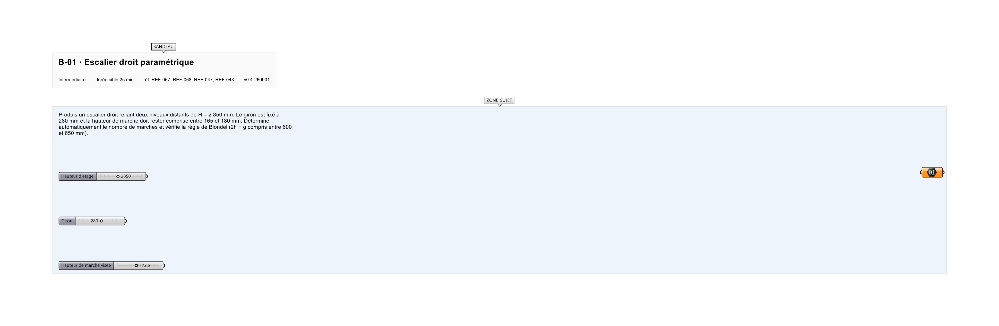 BANDEAU
B-01 · Escalier droit paramétrique
Intermédiaire — durée cible 25 min — réf. REF-067, REF-068, REF-047, REF-043 — v0.4-260901
ZONE_SUJET
Produis un escalier droit reliant deux niveaux distants de H = 2 850 mm. Le giron est fixé à
280 mm et la hauteur de marche doit rester comprise entre 165 et 180 mm. Détermine
automatiquement le nombre de marches et vérifie la règle de Blondel (2h + g compris entre 600
et 650 mm).
Hauteur d'etage 2850
0.1
Giron 280
Hauteur de marche visee 172.5